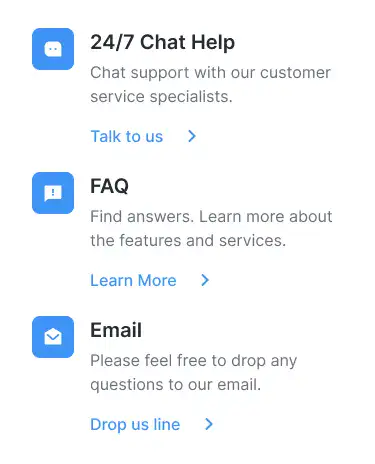 24/7 Chat Help
Chat support with our customer
service specialists.
Talk to us
FAQ
Find answers. Learn more about
the features and services.
Learn More
Email
Please feel free to drop any
questions to our email.
Drop us line